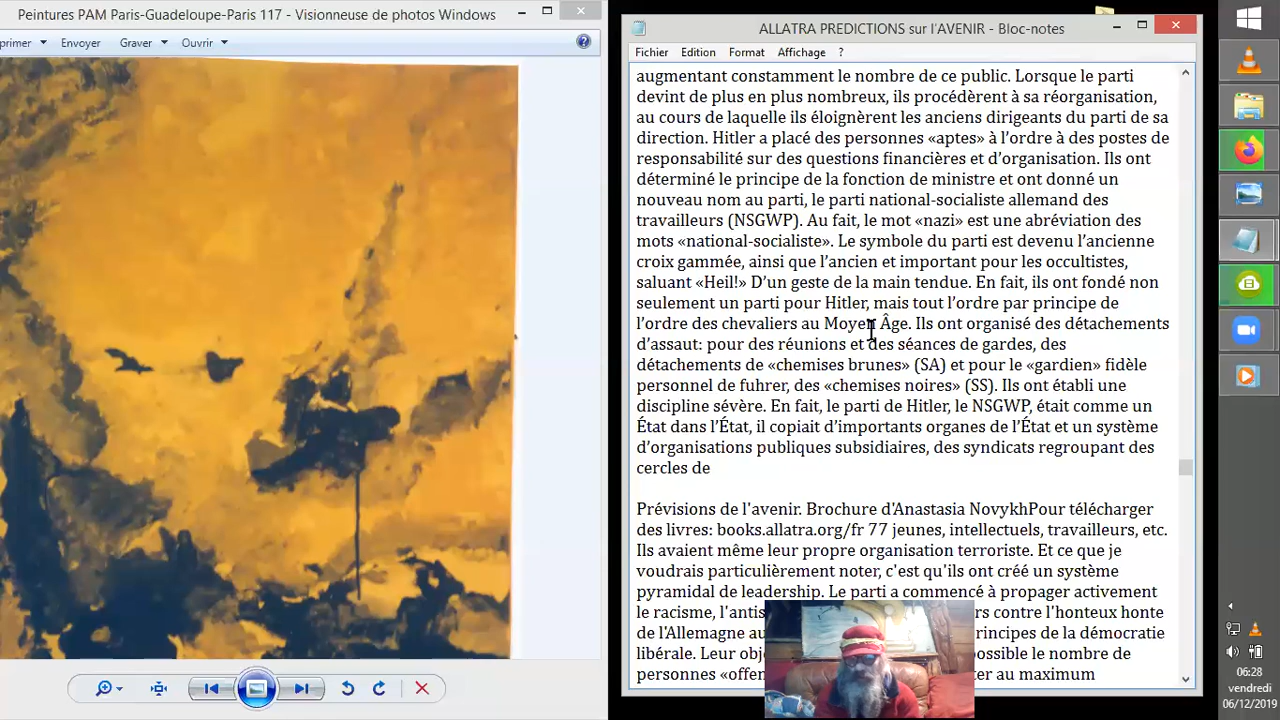 Peintures PAM Paris-Guadeloupe-Paris 117 - Visionneuse de photos Windows
primer Envoyer Graver Ouvrir
ALLATRA PREDICTIONS sur l'AVENIR - Bloc-notes
Fichier Edition Format Affichage ?
augmentant constamment le nombre de ce public. Lorsque le parti
devint de plus en plus nombreux, ils procédèrent à sa réorganisation,
au cours de laquelle ils éloignèrent les anciens dirigeants du parti de sa
direction. Hitler a placé des personnes «aptes» à l’ordre à des postes de
responsabilité sur des questions financières et d’organisation. Ils ont
déterminé le principe de la fonction de ministre et ont donné un
nouveau nom au parti, le parti national-socialiste allemand des
travailleurs (NSGWP). Au fait, le mot «nazi» est une abréviation des
mots «national-socialiste». Le symbole du parti est devenu l’ancienne
croix gammée, ainsi que l’ancien et important pour les occultistes,
saluant «Heil!» D’un geste de la main tendue. En fait, ils ont fondé non
seulement un parti pour Hitler, mais tout l’ordre par principe de
l’ordre des chevaliers au Moyen Âge. Ils ont organisé des détachements
d’assaut: pour des réunions et des séances de gardes, des
détachements de «chemises brunes» (SA) et pour le «gardien» fidèle
personnel de fuhrer, des «chemises noires» (SS). Ils ont établi une
discipline sévère. En fait, le parti de Hitler, le NSGWP, était comme un
État dans l’État, il copiait d’importants organes de l’État et un système
d’organisations publiques subsidiaires, des syndicats regroupant des
cercles de
Prévisions de l'avenir. Brochure d'Anastasia NovykhPour télécharger
des livres: books.allatra.org/fr 77 jeunes, intellectuels, travailleurs, etc.
Ils avaient même leur propre organisation terroriste. Et ce que je
voudrais particulièrement noter, c'est qu'ils ont créé un système
pyramidal de leadership. Le parti a commencé à propager activement
le racisme, l'antis rs contre l'honteux honte
de l'Allemagne au rincipes de la démocratie
libérale. Leur obj ossible le nombre de
personnes «offen ter au maximum
06:28
vendredi
06/12/2019